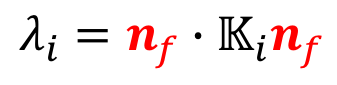 λᵢ = n_f · 𝕂ᵢn_f